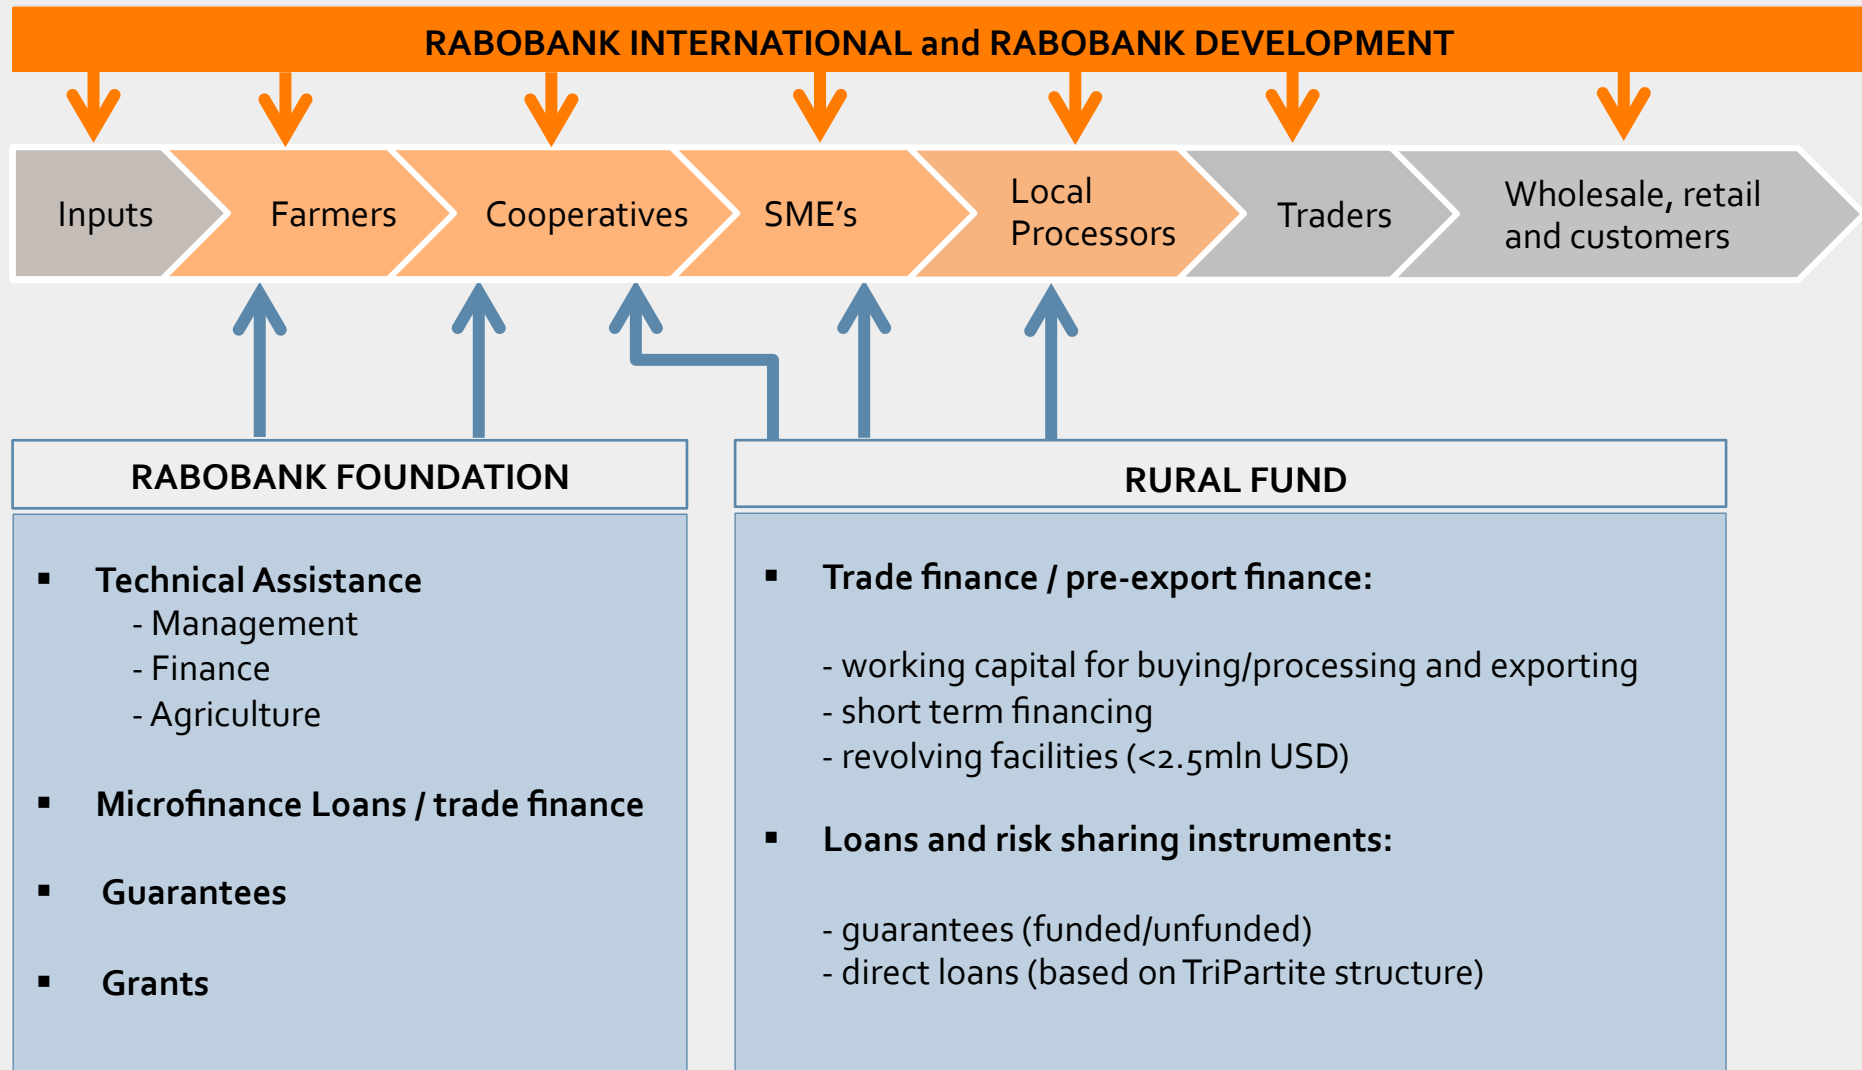 RABOBANK INTERNATIONAL and RABOBANK DEVELOPMENT
Inputs
Farmers
Cooperatives
SME’s
Local
Processors
Traders
Wholesale, retail
and customers
RABOBANK FOUNDATION
▪ Technical Assistance
- Management
- Finance
- Agriculture
▪ Microfinance Loans / trade finance
▪ Guarantees
▪ Grants
RURAL FUND
▪ Trade finance / pre-export finance:
- working capital for buying/processing and exporting
- short term financing
- revolving facilities (<2.5mln USD)
▪ Loans and risk sharing instruments:
- guarantees (funded/unfunded)
- direct loans (based on TriPartite structure)